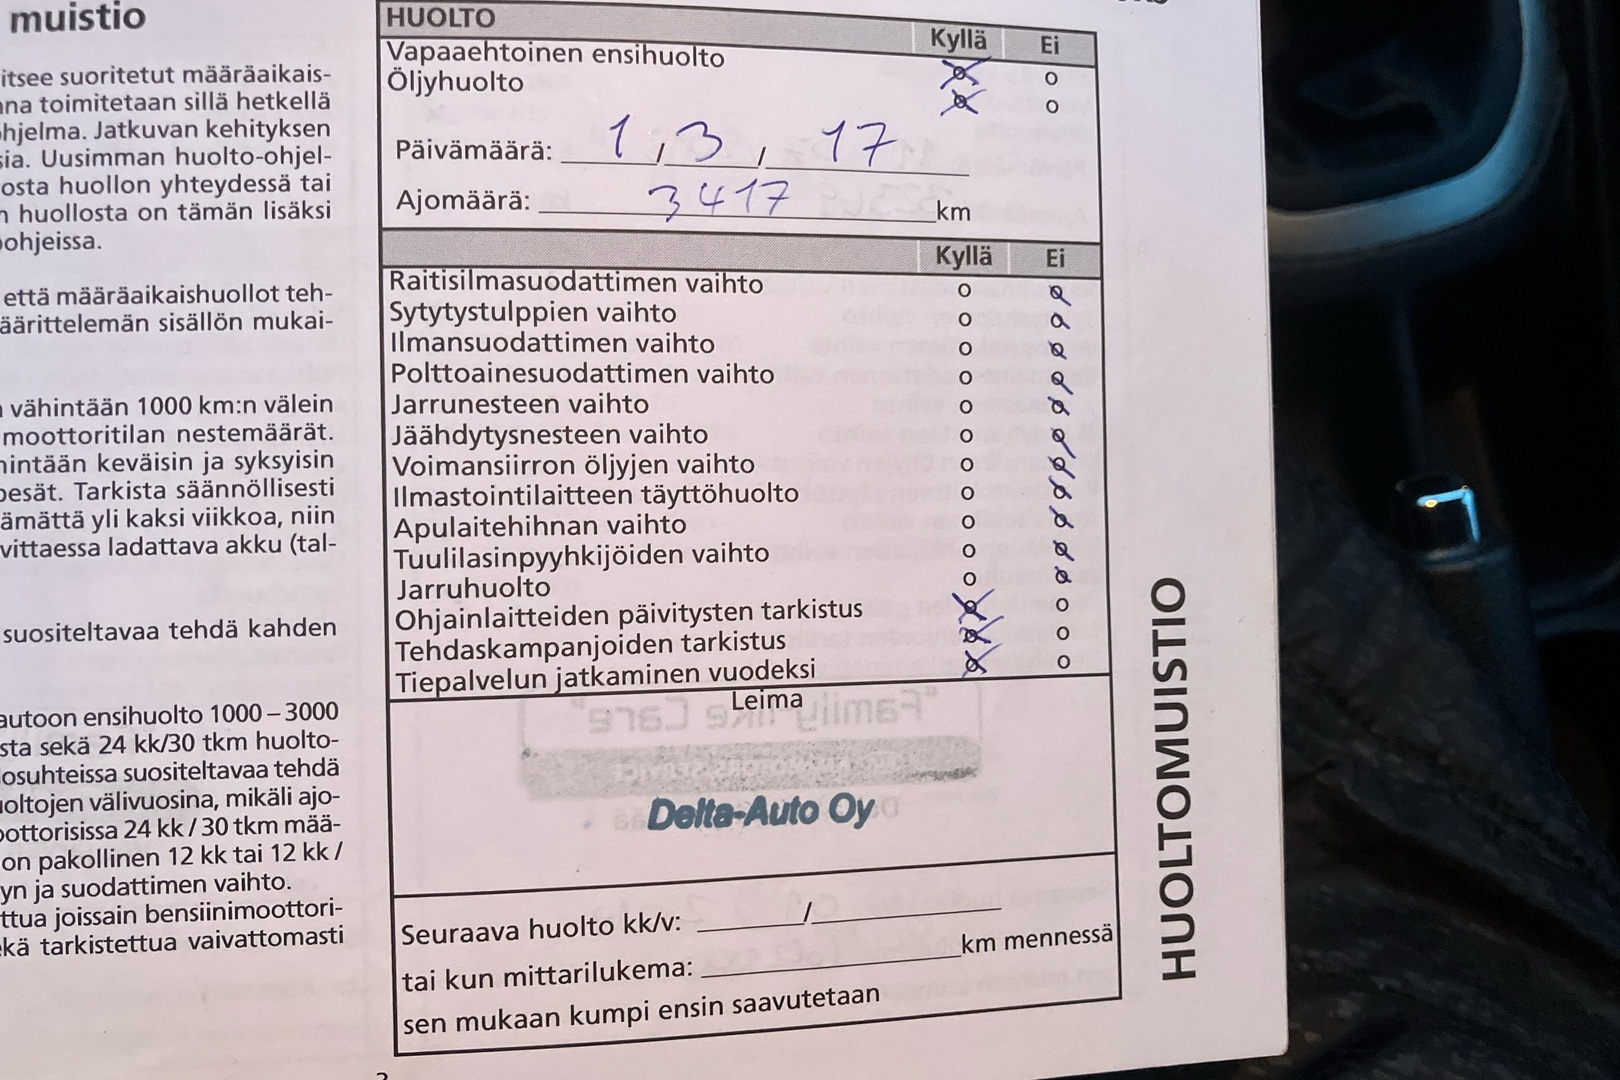 muistio
itsee suoritetut määräaikais-
na toimitetaan sillä hetkellä
hjelma. Jatkuvan kehityksen
sia. Uusimman huolto-ohjel-
osta huollon yhteydessä tai
n huollosta on tämän lisäksi
ohjeissa.
että määräaikaishuollot teh-
äärittelemän sisällön mukai-
vähintään 1000 km:n välein
moottoritilan nestemäärät.
hintään keväisin ja syksyisin
pesät. Tarkista säännöllisesti
ämättä yli kaksi viikkoa, niin
vittaessa ladattava akku (tal-
suositeltavaa tehdä kahden
autoon ensihuolto 1000 – 3000
sta sekä 24 kk/30 tkm huolto-
losuhteissa suositeltavaa tehdä
oltojen välivuosina, mikäli ajo-
oottorisissa 24 kk / 30 tkm mää-
on pakollinen 12 kk tai 12 kk /
yn ja suodattimen vaihto.
ttua joissain bensiinimoottori-
kä tarkistettua vaivattomasti
HUOLTO Kyllä Ei
Vapaaehtoinen ensihuolto
Öljyhuolto
Päivämäärä: 1 / 3 / 17
Ajomäärä: 3417 km
Kyllä Ei
Raitisilmasuodattimen vaihto
Sytytystulppien vaihto
Ilmansuodattimen vaihto
Polttoainesuodattimen vaihto
Jarrunesteen vaihto
Jäähdytysnesteen vaihto
Voimansiirron öljyjen vaihto
Ilmastointilaitteen täyttöhuolto
Apulaitehihnan vaihto
Tuulilasinpyyhkijöiden vaihto
Jarruhuolto
Ohjainlaitteiden päivitysten tarkistus
Tehdaskampanjoiden tarkistus
Tiepalvelun jatkaminen vuodeksi
Leima
Delta-Auto Oy
Seuraava huolto kk/v: /
tai kun mittarilukema: km mennessä
sen mukaan kumpi ensin saavutetaan
HUOLTOMUISTIO